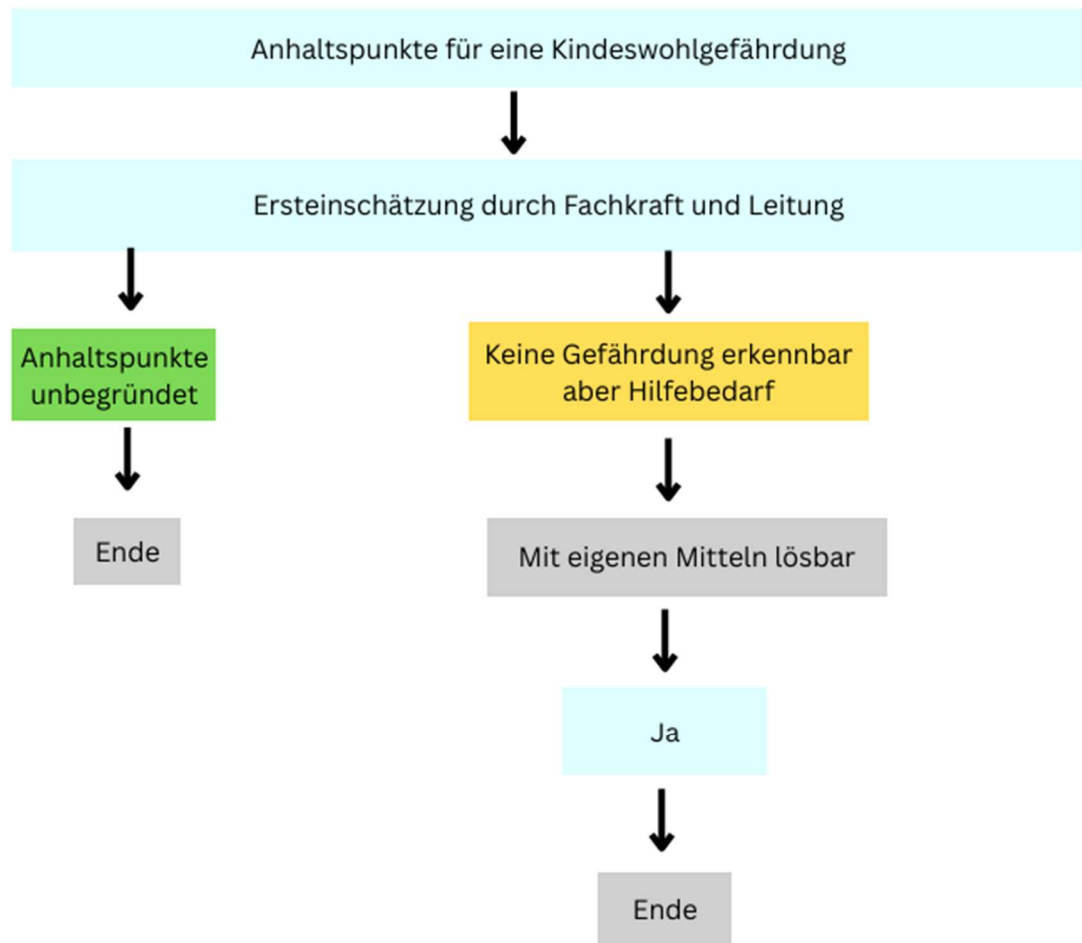 Anhaltspunkte für eine Kindeswohlgefährdung
Ersteinschätzung durch Fachkraft und Leitung
Anhaltspunkte
unbegründet
Keine Gefährdung erkennbar
aber Hilfebedarf
Ende
Mit eigenen Mitteln lösbar
Ja
Ende